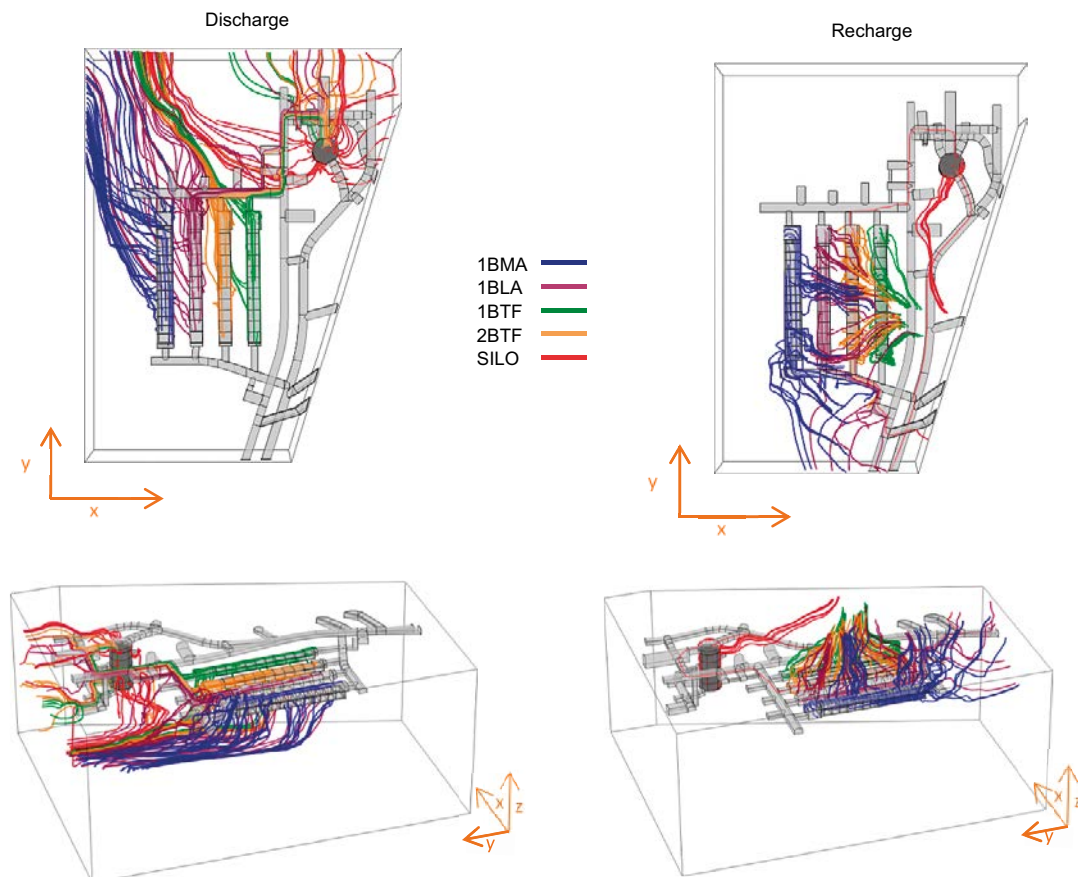 Discharge
Recharge
1BMA
1BLA
1BTF
2BTF
SILO
y
x
y
x
x
z
y
x
z
y